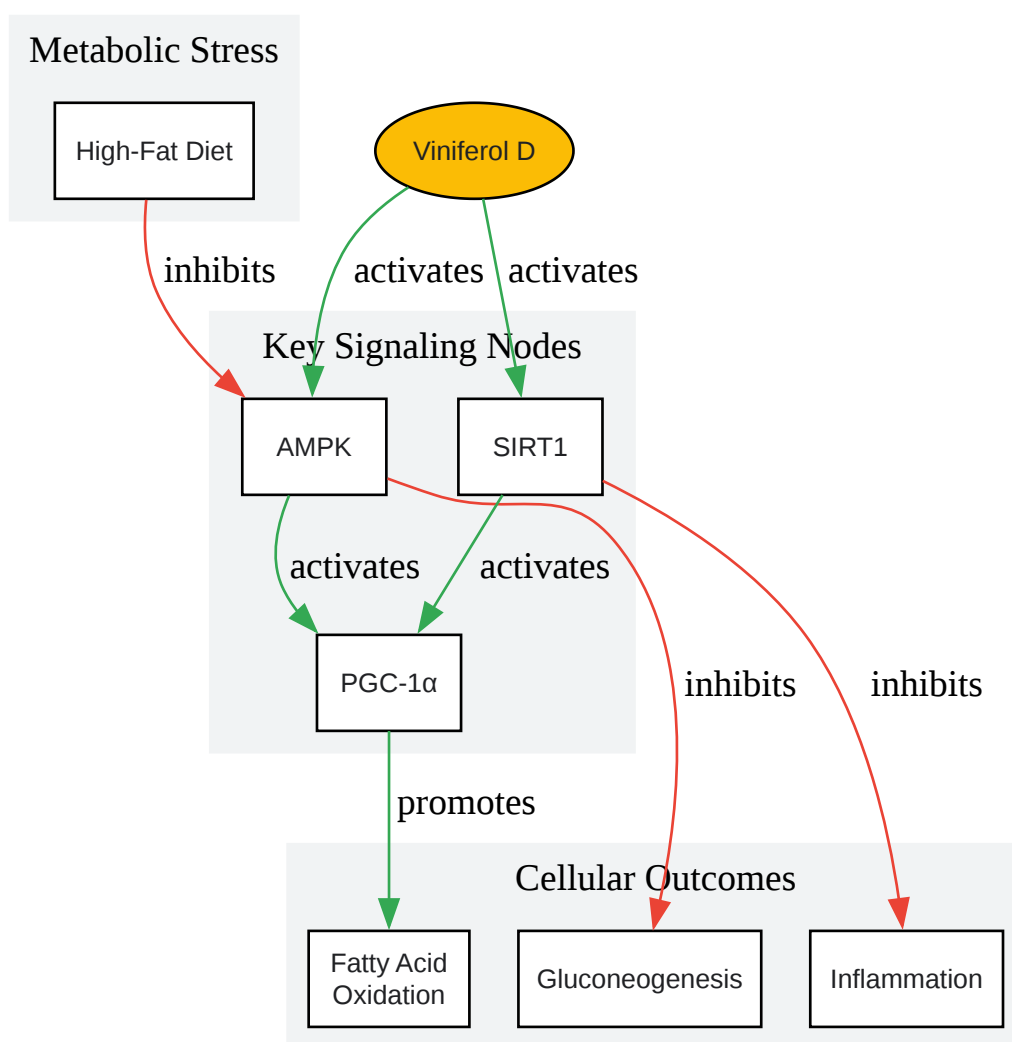 Metabolic Stress
High-Fat Diet
Viniferol D
inhibits
activates
activates
Key Signaling Nodes
AMPK
SIRT1
activates
activates
PGC-1α
inhibits
inhibits
promotes
Cellular Outcomes
Fatty Acid
Oxidation
Gluconeogenesis
Inflammation